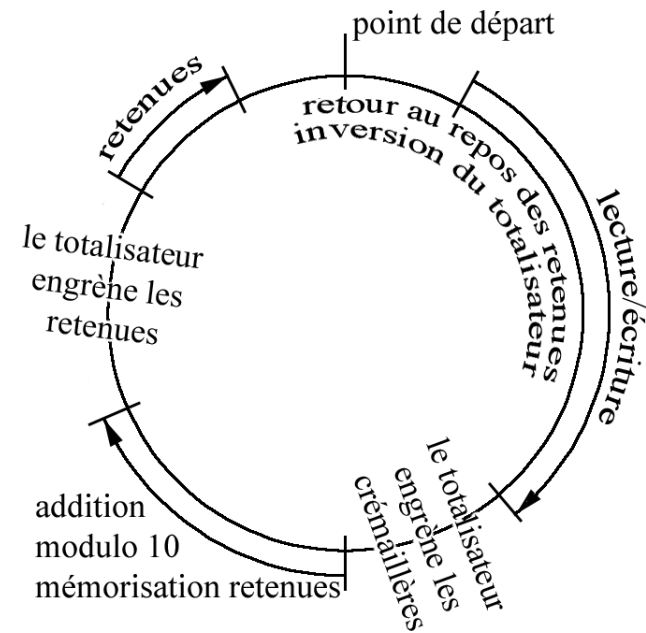 point de départ
retour au repos des retenues
inversion du totalisateur
lecture/écriture
le totalisateur
engrène les
crémaillères
addition
modulo 10
mémorisation retenues
le totalisateur
engrène les
retenues
retenues